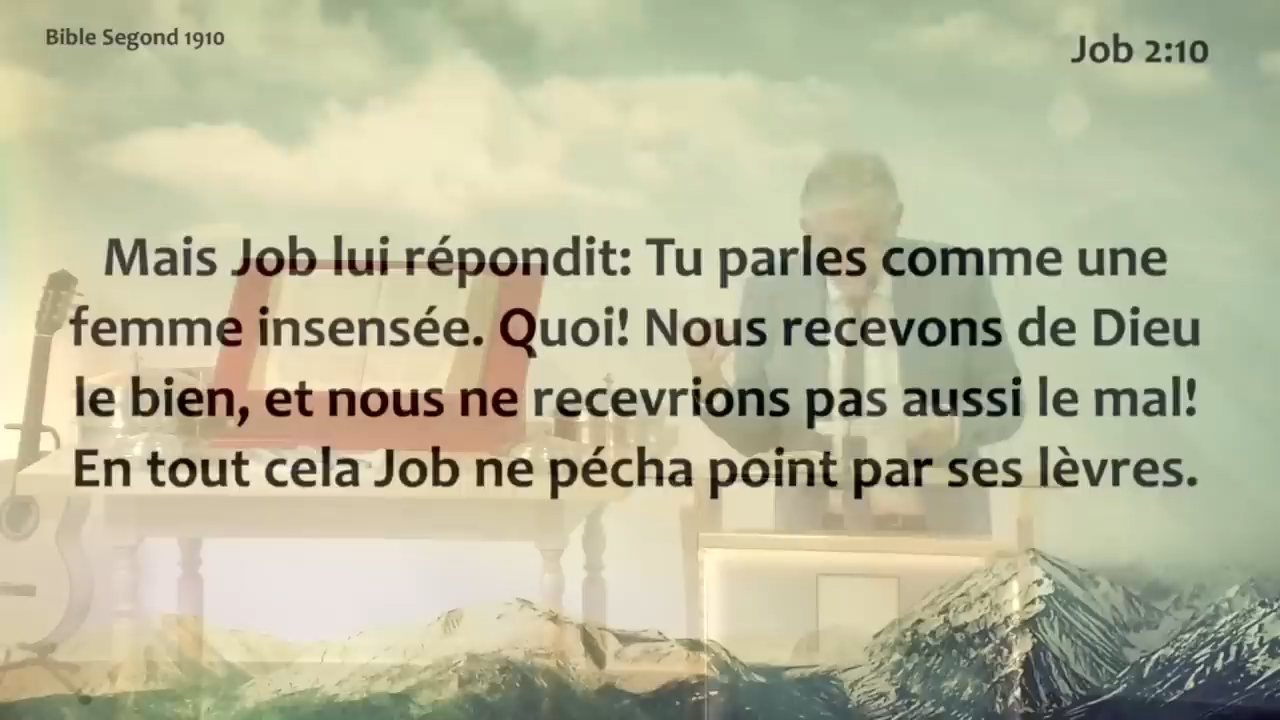 Bible Segond 1910
Job 2:10
Mais Job lui répondit: Tu parles comme une
femme insensée. Quoi! Nous recevons de Dieu
le bien, et nous ne recevrions pas aussi le mal!
En tout cela Job ne pécha point par ses lèvres.